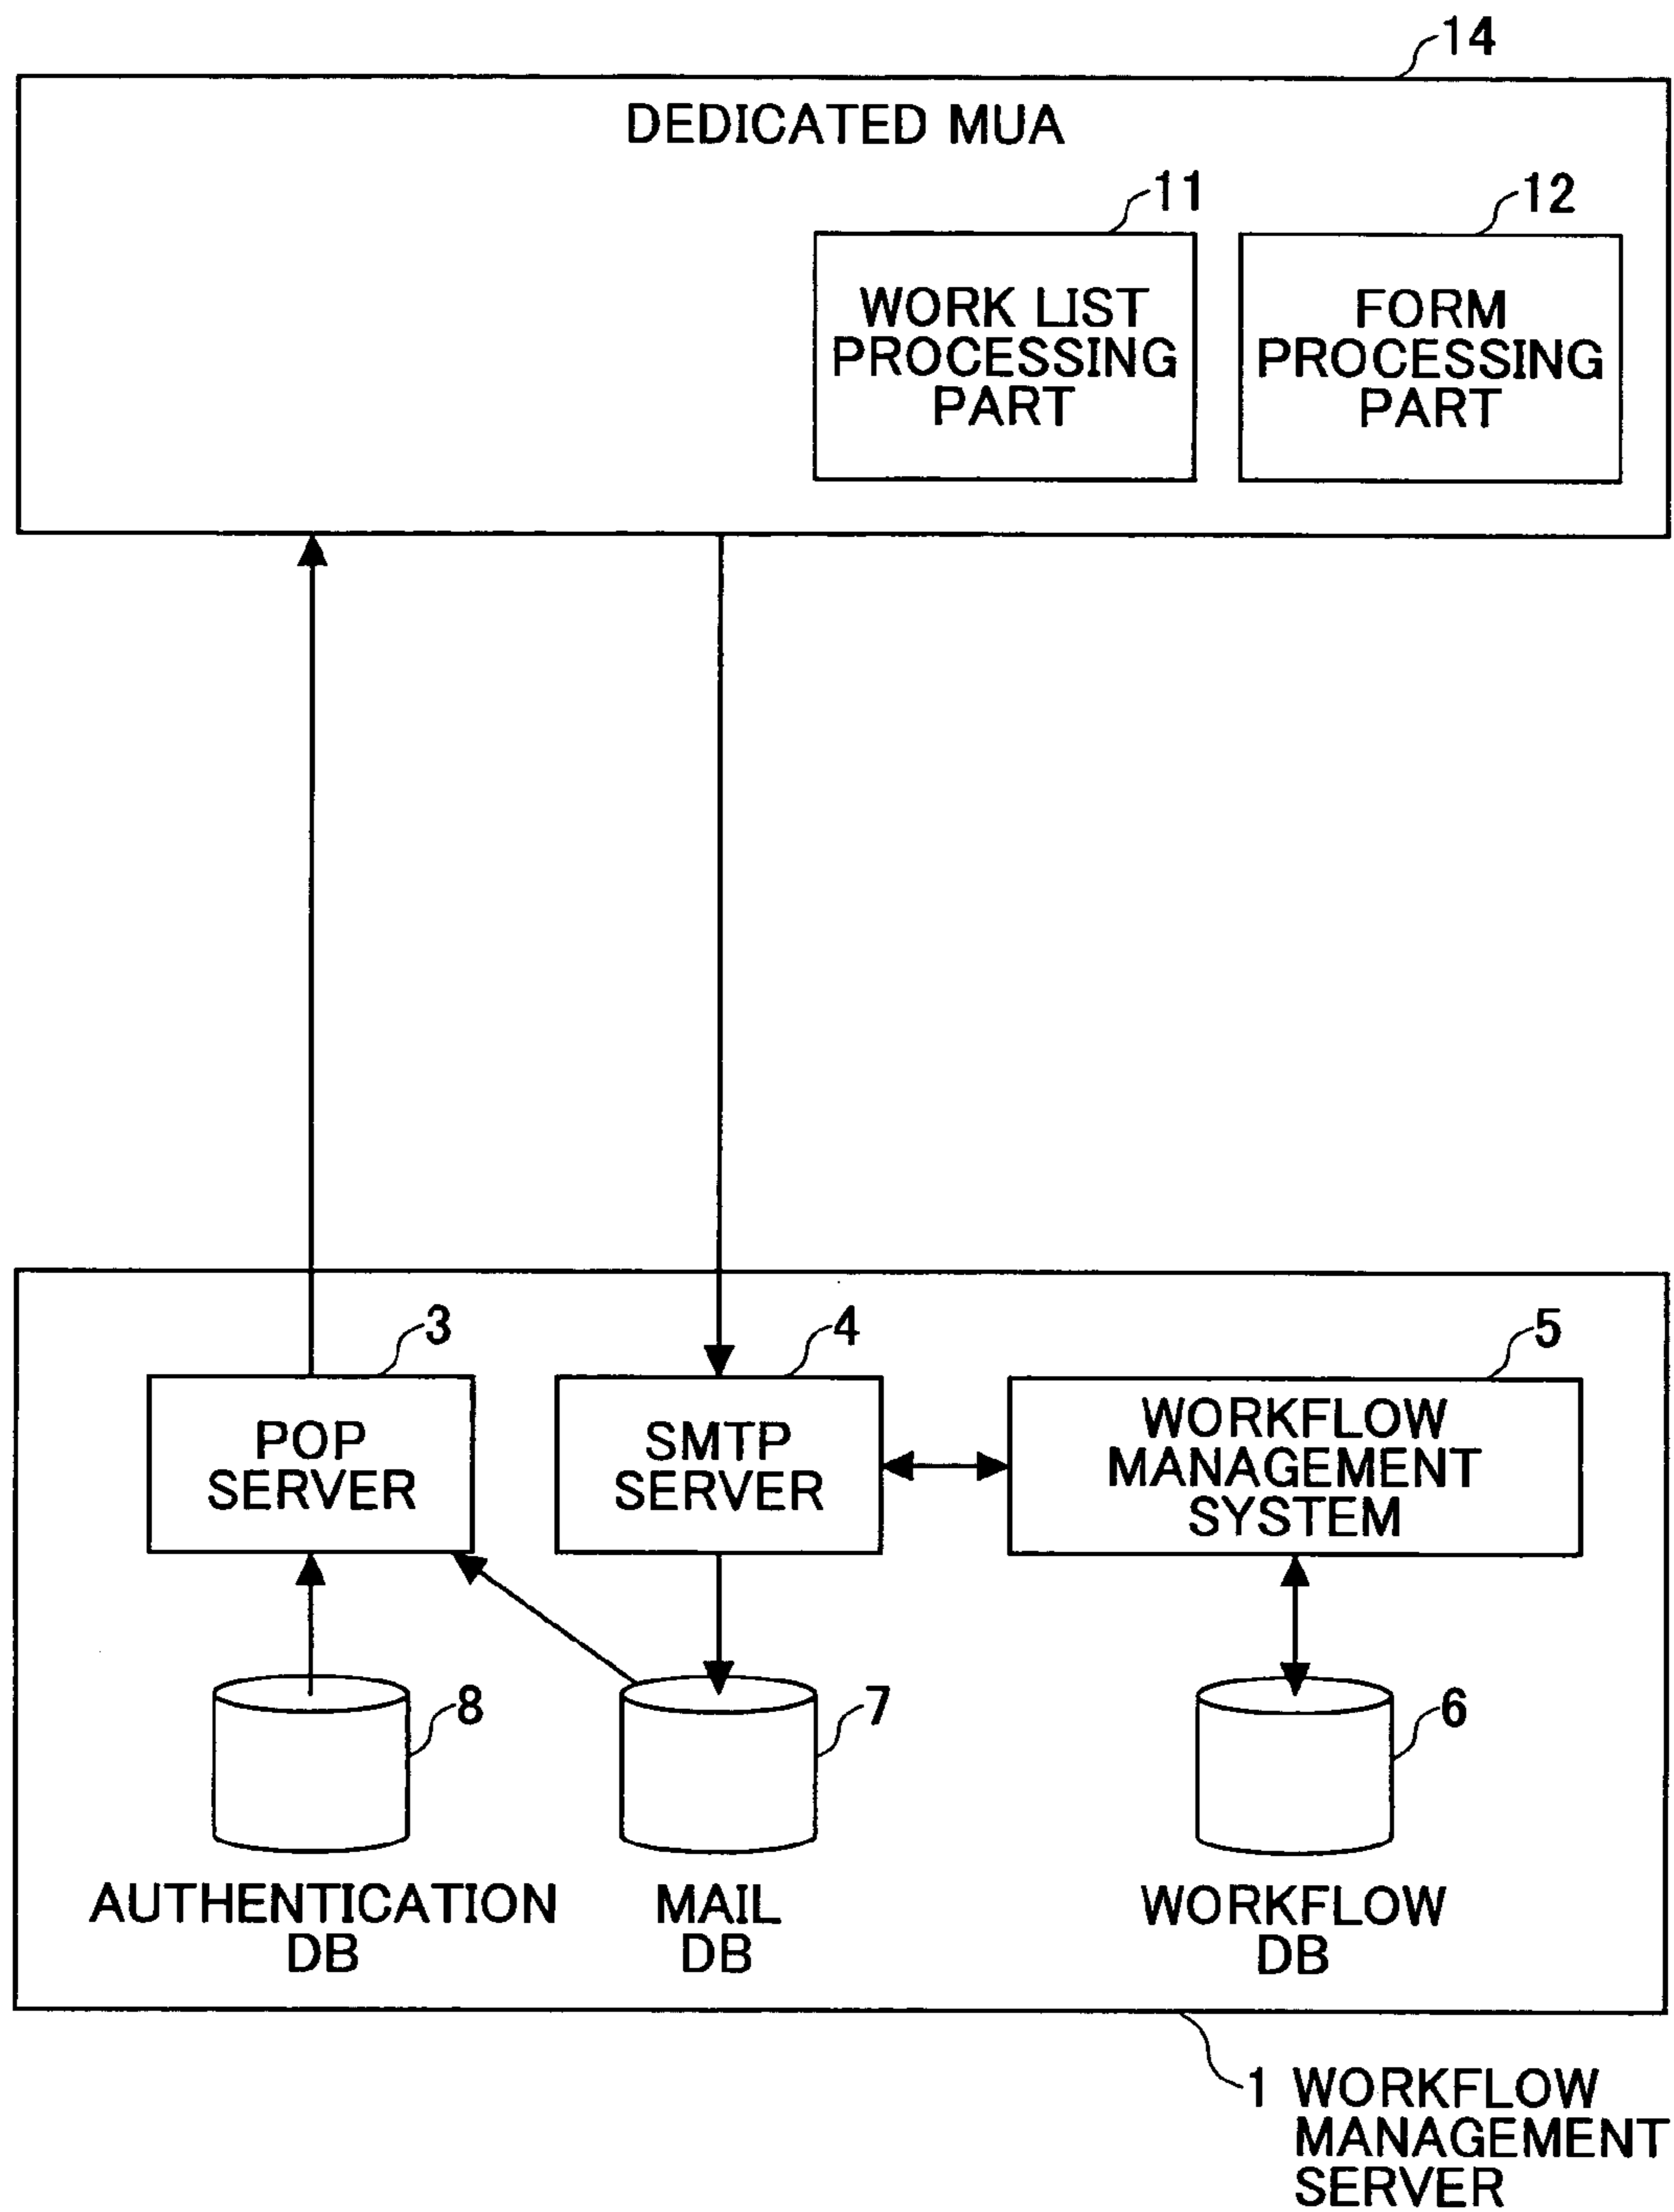 14
DEDICATED MUA
11
12
WORK LIST
PROCESSING
PART
FORM
PROCESSING
PART
3
4
5
POP
SERVER
SMTP
SERVER
WORKFLOW
MANAGEMENT
SYSTEM
8
7
6
AUTHENTICATION
DB
MAIL
DB
WORKFLOW
DB
1 WORKFLOW
MANAGEMENT
SERVER